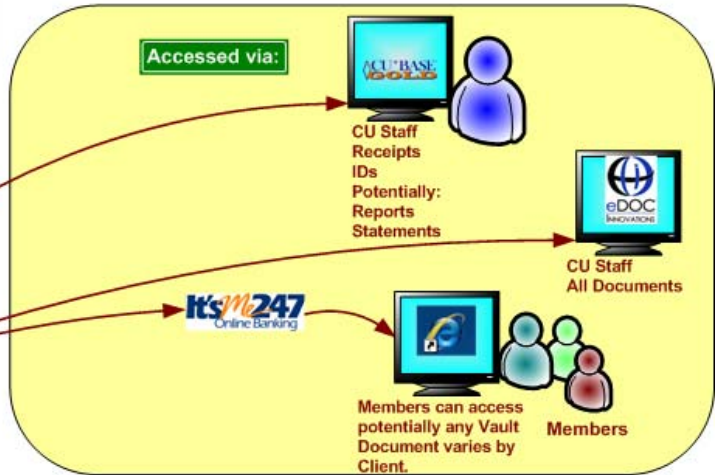 Accessed via:
CU*BASE
GOLD
CU Staff
Receipts
IDs
Potentially:
Reports
Statements
eDOC
INNOVATIONS
CU Staff
All Documents
It's Me 247
Online Banking
Members can access
potentially any Vault
Document varies by
Client.
Members